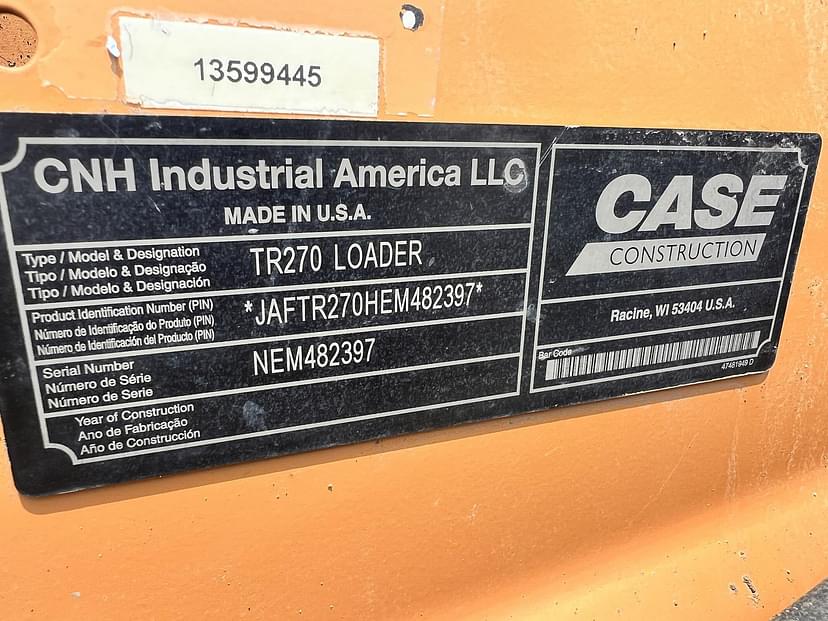 13599445
CNH Industrial America LLC
MADE IN U.S.A.
Type / Model & Designation
Tipo / Modelo & Designação
Tipo / Modelo & Designación
TR270 LOADER
Product Identification Number (PIN)
Número de Identificação do Produto (PIN)
Número de Identificación del Producto (PIN)
*JAFTR270HEM482397*
Serial Number
Número de Série
Número de Serie
NEM482397
Year of Construction
Ano de Fabricação
Año de Construcción
CASE
CONSTRUCTION
Racine, WI 53404 U.S.A.
Bar Code
47481949 D